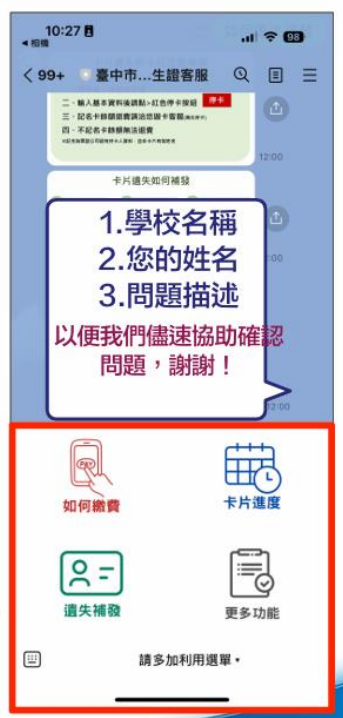 10:27
98
◀ 相機
99+ 臺中市...生證客服
二、輸入基本資料後請點>紅色停卡按鈕 停卡
三、記名卡餘額退費請洽悠遊卡客服
四、不記名卡餘額無法退費
12:00
卡片遺失如何補發
1.學校名稱
2.您的姓名
3.問題描述
以便我們儘速協助確認
問題，謝謝！
12:00
如何繳費
卡片進度
遺失補發
更多功能
請多加利用選單